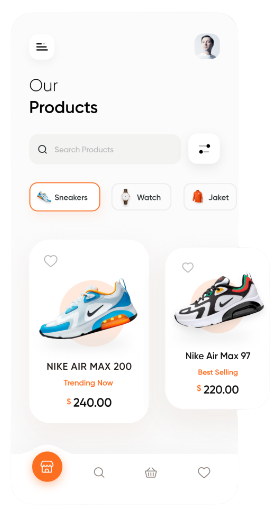 Our
Products
Search Products
Sneakers
Watch
Jaket
NIKE AIR MAX 200
Trending Now
$ 240.00
Nike Air Max 97
Best Selling
$ 220.00